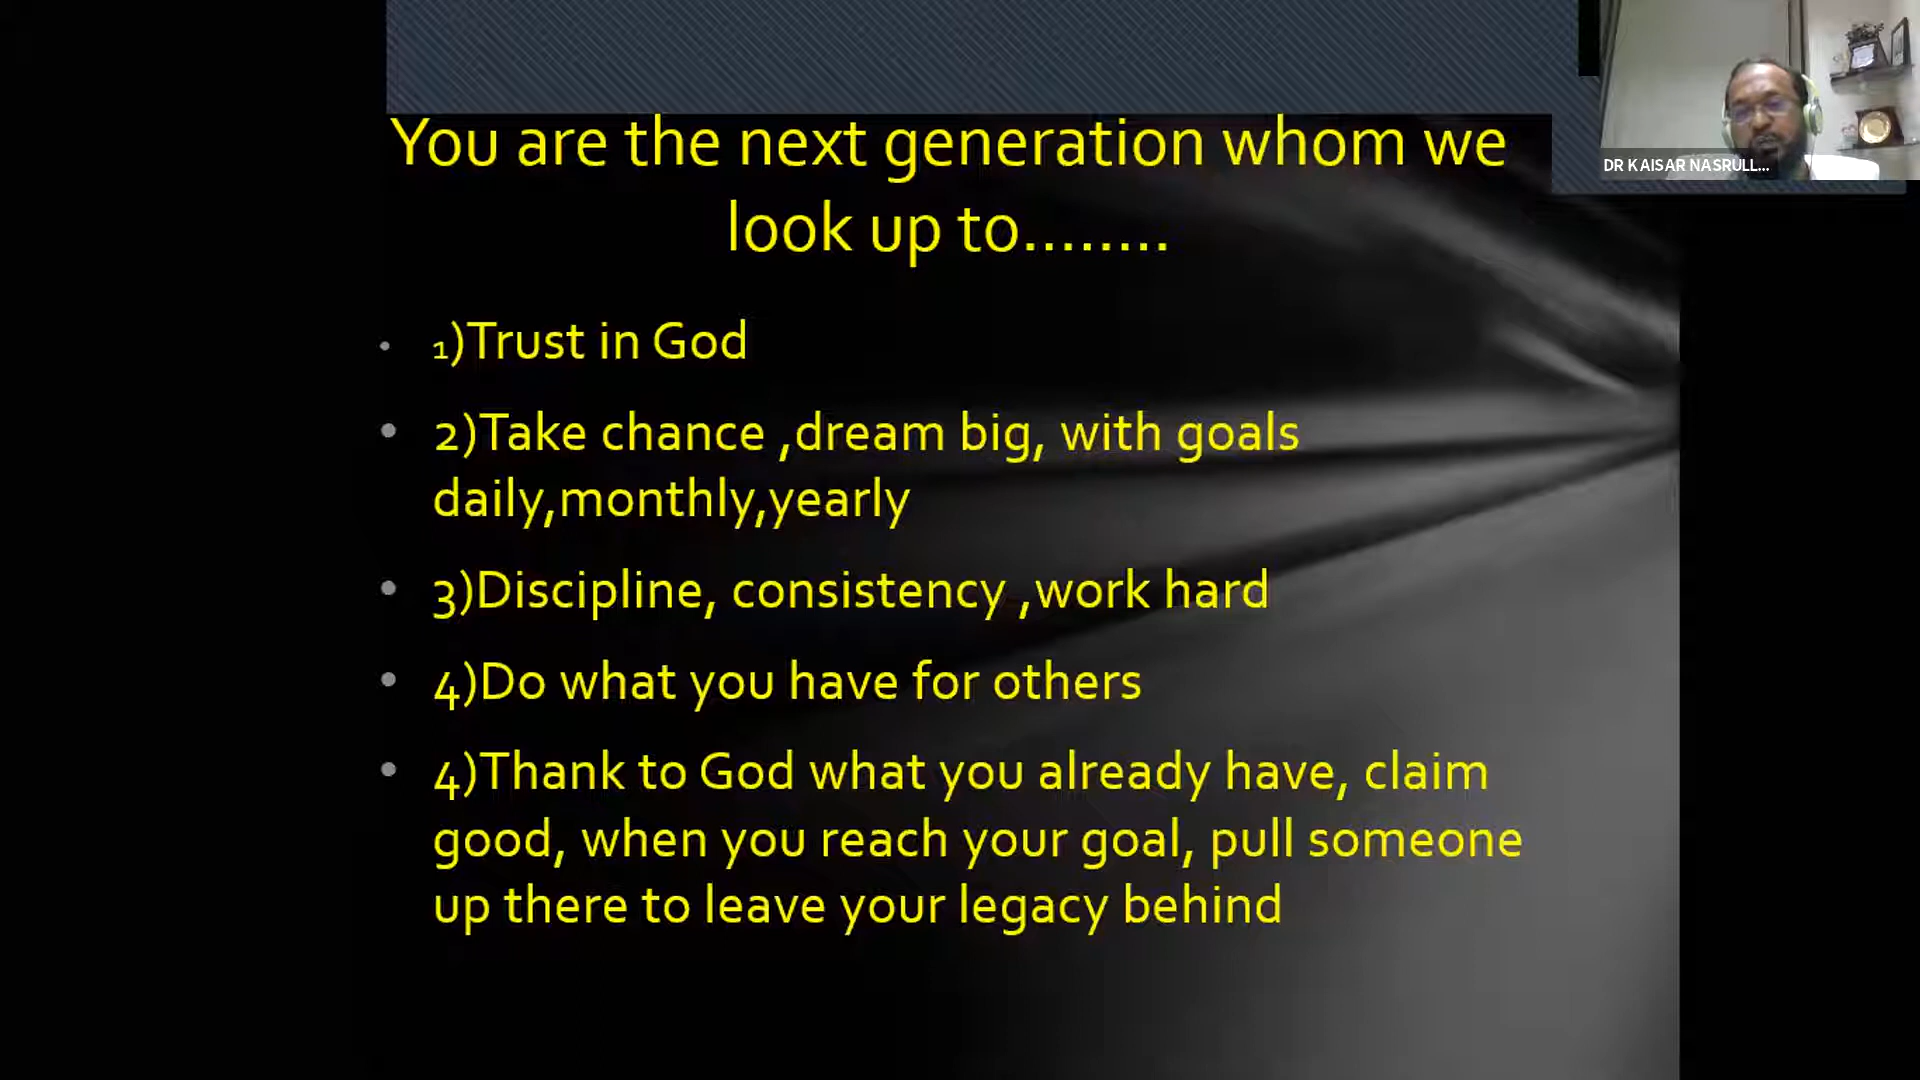 You are the next generation whom we
look up to........
1)Trust in God
2)Take chance ,dream big, with goals
daily,monthly,yearly
3)Discipline, consistency ,work hard
4)Do what you have for others
4)Thank to God what you already have, claim
good, when you reach your goal, pull someone
up there to leave your legacy behind
DR KAISAR NASRULL...